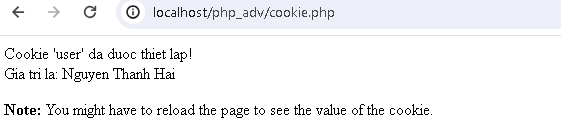 localhost/php_adv/cookie.php
Cookie 'user' da duoc thiet lap!
Gia tri la: Nguyen Thanh Hai
Note: You might have to reload the page to see the value of the cookie.